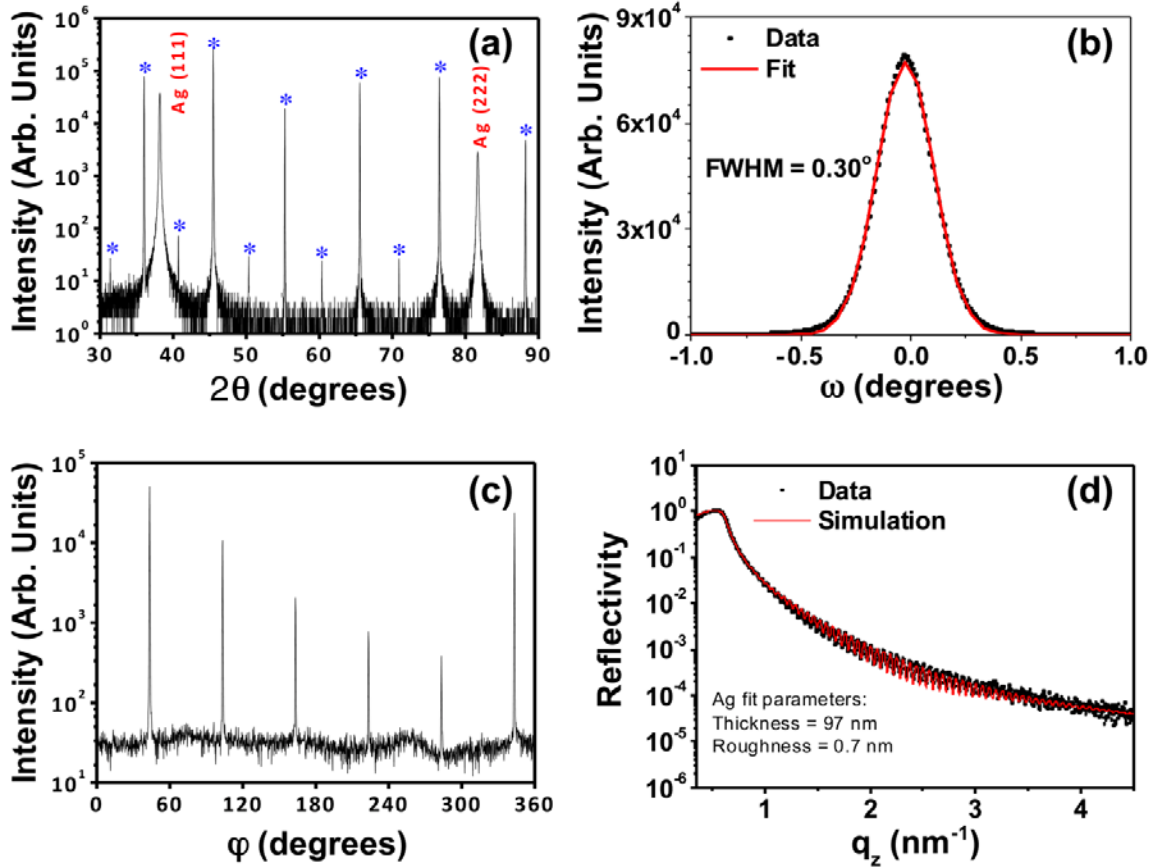 (a)
Intensity (Arb. Units)
10⁶
10⁵
10⁴
10³
10²
10¹
10⁰
* * * * * * * * * * *
Ag (111)
Ag (222)
30 40 50 60 70 80 90
2θ (degrees)
(b)
Intensity (Arb. Units)
9x10⁴
6x10⁴
3x10⁴
0
Data
Fit
FWHM = 0.30°
-1.0 -0.5 0.0 0.5 1.0
ω (degrees)
(c)
Intensity (Arb. Units)
10⁵
10⁴
10³
10²
10¹
0 60 120 180 240 300 360
φ (degrees)
(d)
Reflectivity
10¹
10⁰
10⁻¹
10⁻²
10⁻³
10⁻⁴
10⁻⁵
10⁻⁶
Data
Simulation
Ag fit parameters:
Thickness = 97 nm
Roughness = 0.7 nm
1 2 3 4
q_z (nm⁻¹)